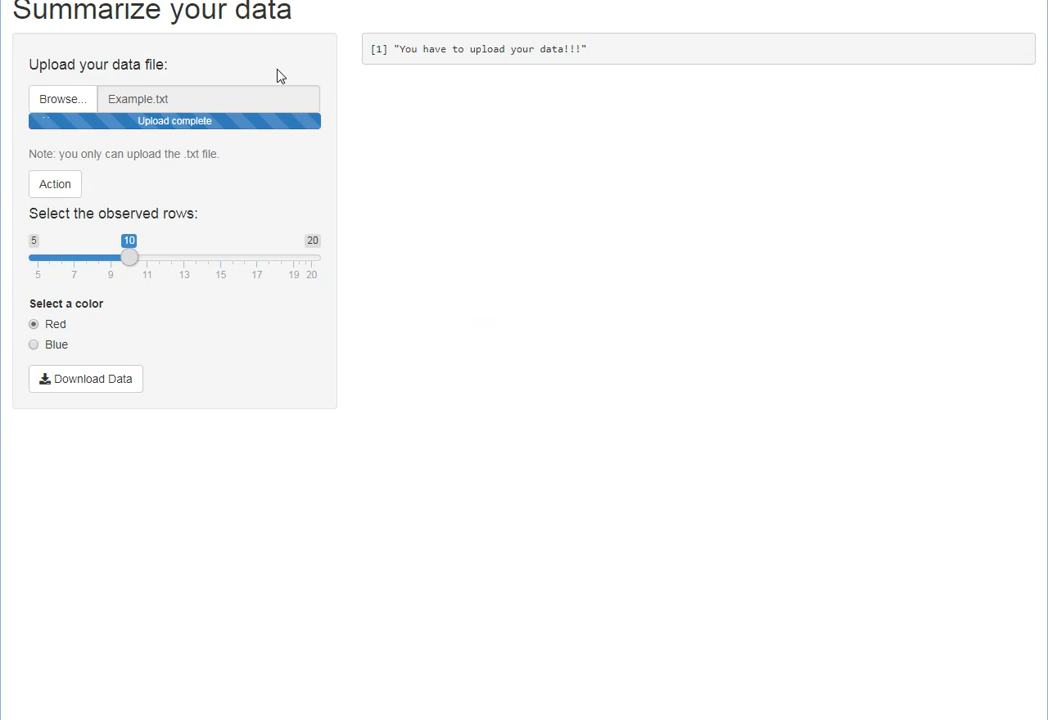 Summarize your data
Upload your data file:
Browse... Example.txt
Upload complete
Note: you only can upload the .txt file.
Action
Select the observed rows:
5 10 20
5 7 9 11 13 15 17 19 20
Select a color
Red
Blue
Download Data
[1] "You have to upload your data!!!"